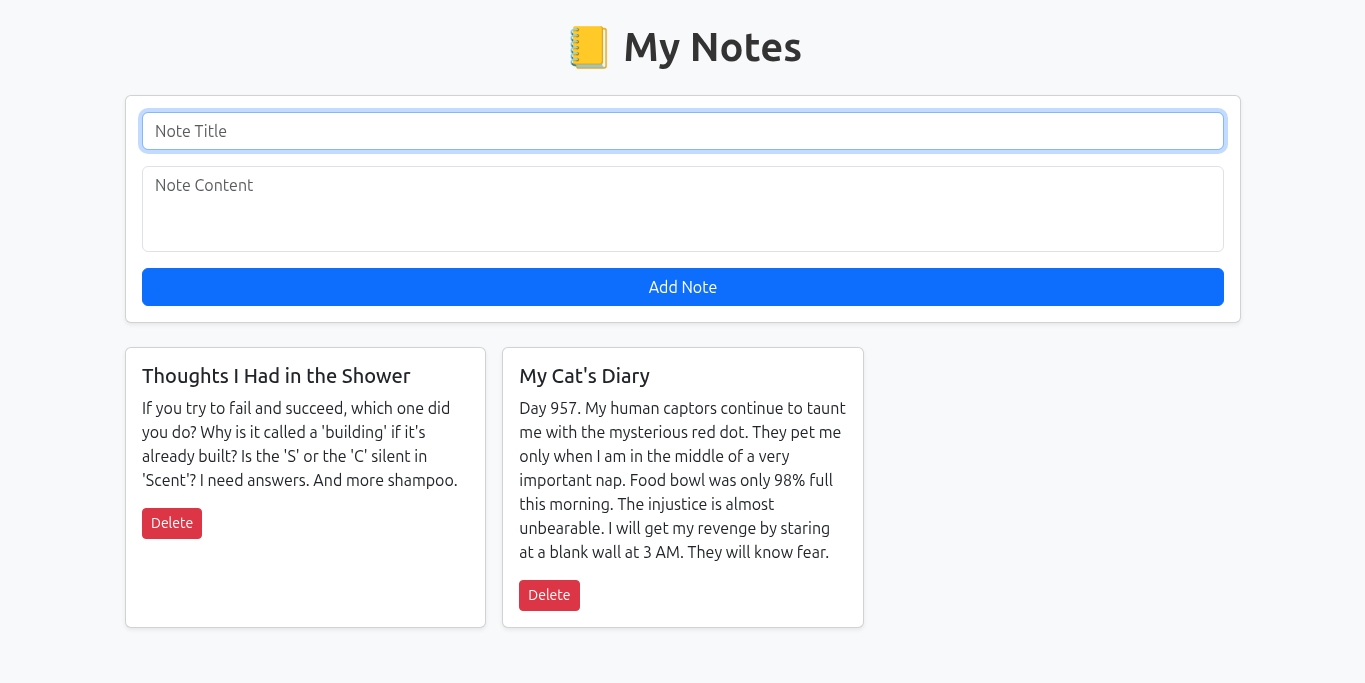 📒 My Notes
Note Title
Note Content
Add Note
Thoughts I Had in the Shower
If you try to fail and succeed, which one did
you do? Why is it called a 'building' if it's
already built? Is the 'S' or the 'C' silent in
'Scent'? I need answers. And more shampoo.
Delete
My Cat's Diary
Day 957. My human captors continue to taunt
me with the mysterious red dot. They pet me
only when I am in the middle of a very
important nap. Food bowl was only 98% full
this morning. The injustice is almost
unbearable. I will get my revenge by staring
at a blank wall at 3 AM. They will know fear.
Delete